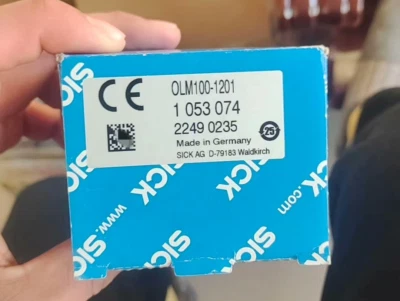 OLM100-1201
CE
1 053 074
2249 0235
Made in Germany
SICK AG D-79183 Waldkirch
SICK
www.sick
SICK
SICK
k.com
SICK